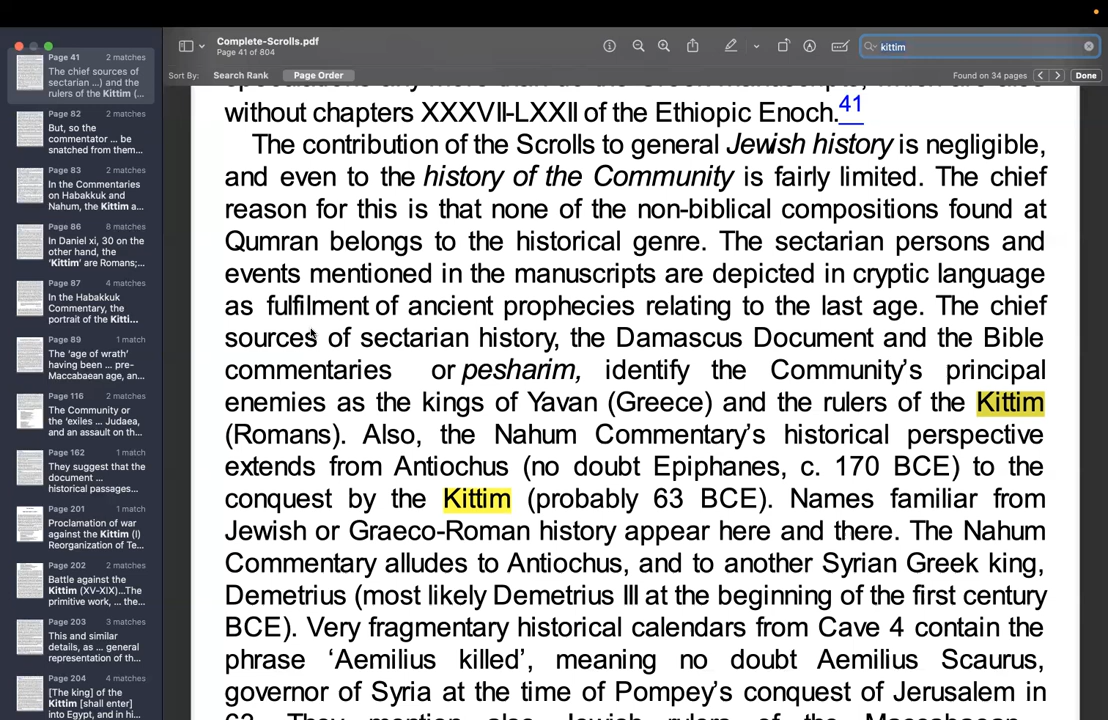 Complete-Scrolls.pdf
Page 41 of 804
kittim
Sort By:
Search Rank
Page Order
Found on 34 pages
Done
Page 41
2 matches
The chief sources of
sectarian ...) and the
rulers of the Kittim (...
Page 82
2 matches
But, so the
commentator ... be
snatched from them...
Page 83
2 matches
In the Commentaries
on Habakkuk and
Nahum, the Kittim a...
Page 86
8 matches
In Daniel xi, 30 on the
other hand, the
‘Kittim’ are Romans;...
Page 87
4 matches
In the Habakkuk
Commentary, the
portrait of the Kitti...
Page 89
1 match
The ‘age of wrath’
having been ... pre-
Maccabaean age, an...
Page 116
2 matches
The Community or
the ‘exiles ... Judaea,
and an assault on th...
Page 162
1 match
They suggest that the
document ...
historical passages...
Page 201
1 match
Proclamation of war
against the Kittim (I)
Reorganization of Te...
Page 202
2 matches
Battle against the
Kittim (XV-XIX)...The
primitive work, ... the...
Page 203
3 matches
This and similar
details, as ... general
representation of th...
Page 204
4 matches
[The king] of the
Kittim [shall enter]
into Egypt, and in hi...
without chapters XXXVII-LXXII of the Ethiopic Enoch.41
The contribution of the Scrolls to general Jewish history is negligible,
and even to the history of the Community is fairly limited. The chief
reason for this is that none of the non-biblical compositions found at
Qumran belongs to the historical genre. The sectarian persons and
events mentioned in the manuscripts are depicted in cryptic language
as fulfilment of ancient prophecies relating to the last age. The chief
sources of sectarian history, the Damascus Document and the Bible
commentaries or pesharim, identify the Community’s principal
enemies as the kings of Yavan (Greece) and the rulers of the Kittim
(Romans). Also, the Nahum Commentary’s historical perspective
extends from Antiochus (no doubt Epiphanes, c. 170 BCE) to the
conquest by the Kittim (probably 63 BCE). Names familiar from
Jewish or Graeco-Roman history appear here and there. The Nahum
Commentary alludes to Antiochus, and to another Syrian Greek king,
Demetrius (most likely Demetrius III at the beginning of the first century
BCE). Very fragmentary historical calendars from Cave 4 contain the
phrase ‘Aemilius killed’, meaning no doubt Aemilius Scaurus,
governor of Syria at the time of Pompey’s conquest of Jerusalem in
63. They mention also Jewish rulers of the Maccabaean